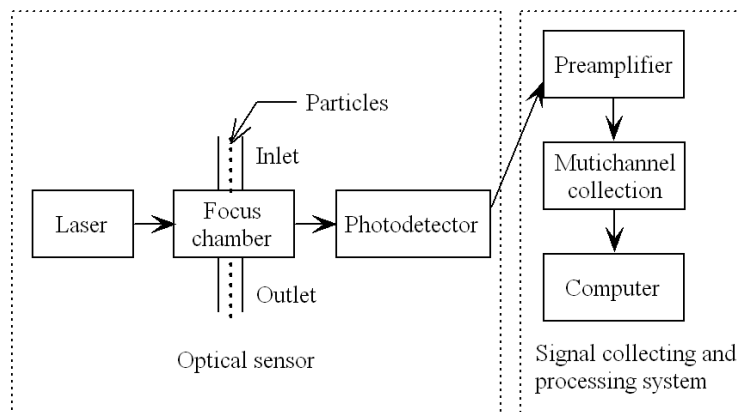 Particles
Inlet
Laser
Focus
chamber
Photodetector
Outlet
Optical sensor
Preamplifier
Mutichannel
collection
Computer
Signal collecting and
processing system